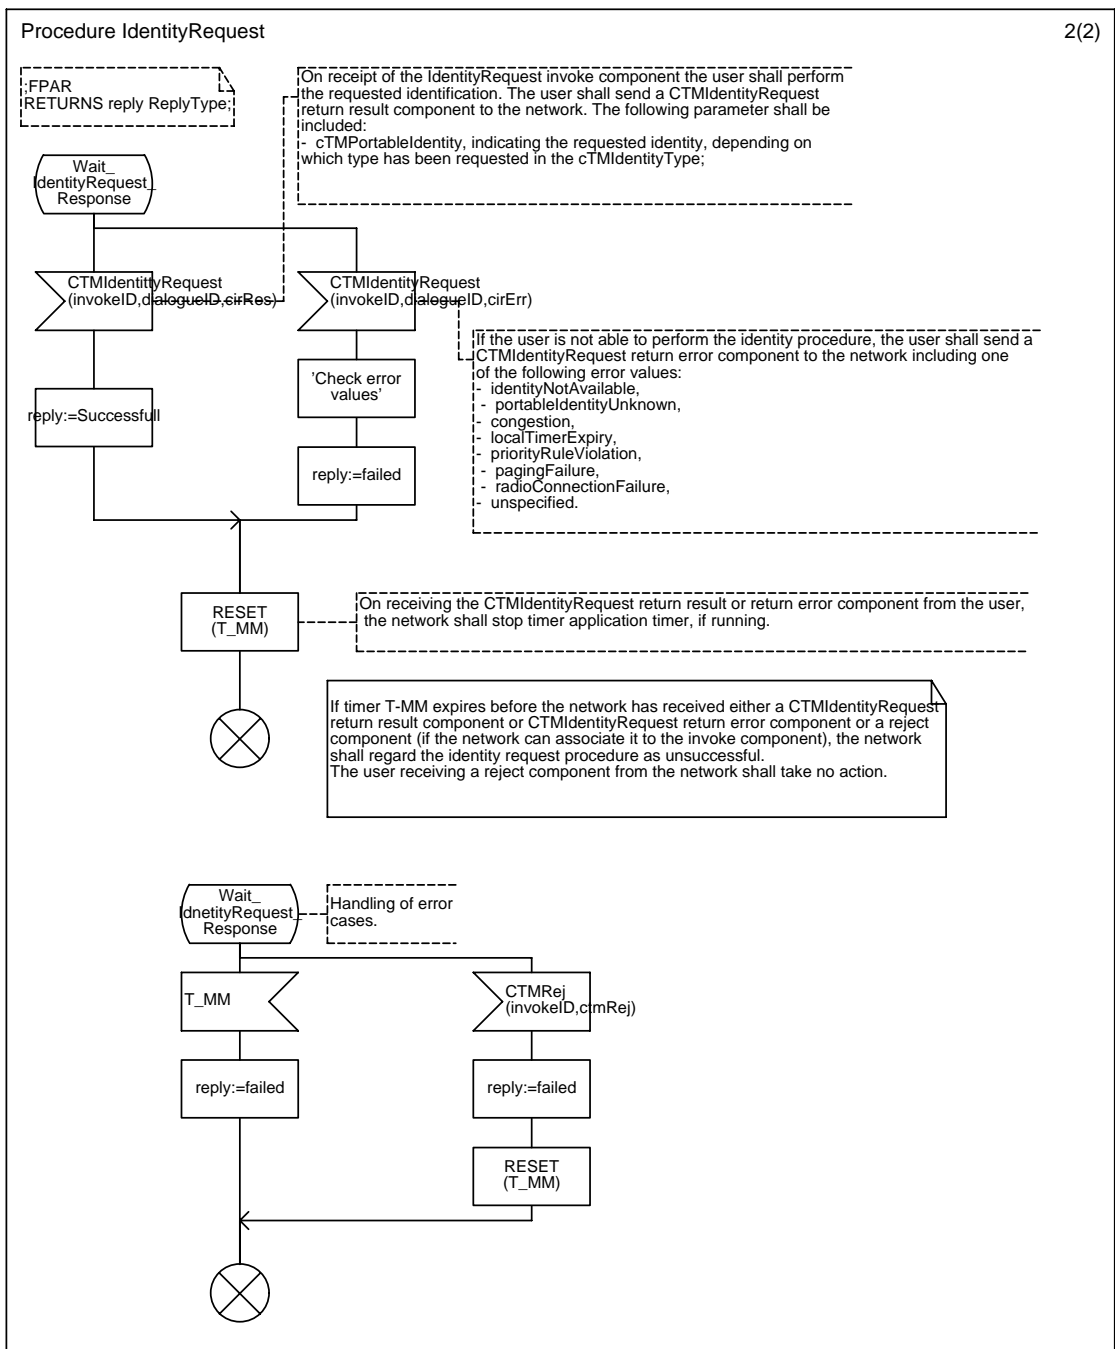 Procedure IdentityRequest
2(2)
;FPAR
RETURNS reply ReplyType;
On receipt of the IdentityRequest invoke component the user shall perform
the requested identification. The user shall send a CTMIdentityRequest
return result component to the network. The following parameter shall be
included:
- cTMPortableIdentity, indicating the requested identity, depending on
which type has been requested in the cTMIdentityType;
Wait_
IdentityRequest_
Response
CTMIdentittyRequest
(invokeID,dialogueID,cirRes)
CTMIdentityRequest
(invokeID,dialogueID,cirErr)
If the user is not able to perform the identity procedure, the user shall send a
CTMIdentityRequest return error component to the network including one
of the following error values:
- identityNotAvailable,
- portableIdentityUnknown,
- congestion,
- localTimerExpiry,
- priorityRuleViolation,
- pagingFailure,
- radioConnectionFailure,
- unspecified.
'Check error
values'
reply:=Successfull
reply:=failed
RESET
(T_MM)
On receiving the CTMIdentityRequest return result or return error component from the user,
the network shall stop timer application timer, if running.
If timer T-MM expires before the network has received either a CTMIdentityRequest
return result component or CTMIdentityRequest return error component or a reject
component (if the network can associate it to the invoke component), the network
shall regard the identity request procedure as unsuccessful.
The user receiving a reject component from the network shall take no action.
Wait_
IdnetityRequest_
Response
Handling of error
cases.
T_MM
CTMRej
(invokeID,ctmRej)
reply:=failed
reply:=failed
RESET
(T_MM)